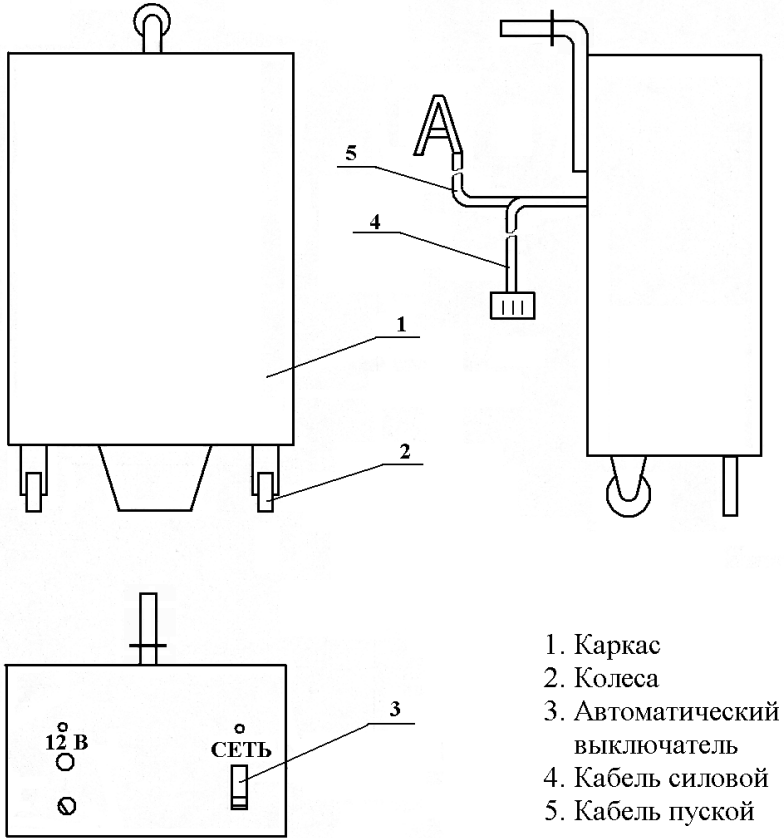 5
4
1
2
12 В
СЕТЬ
3
1. Каркас
2. Колеса
3. Автоматический
выключатель
4. Кабель силовой
5. Кабель пуской